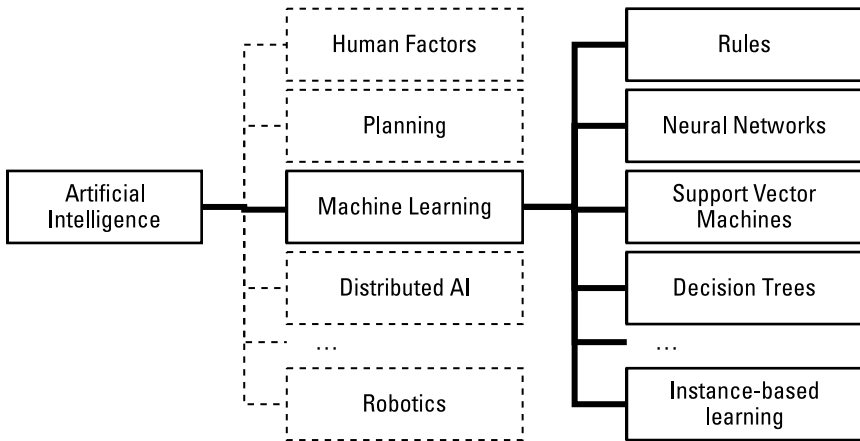 Human Factors
Rules
Planning
Neural Networks
Artificial
Intelligence
Machine Learning
Support Vector
Machines
Distributed AI
Decision Trees
...
...
Robotics
Instance-based
learning